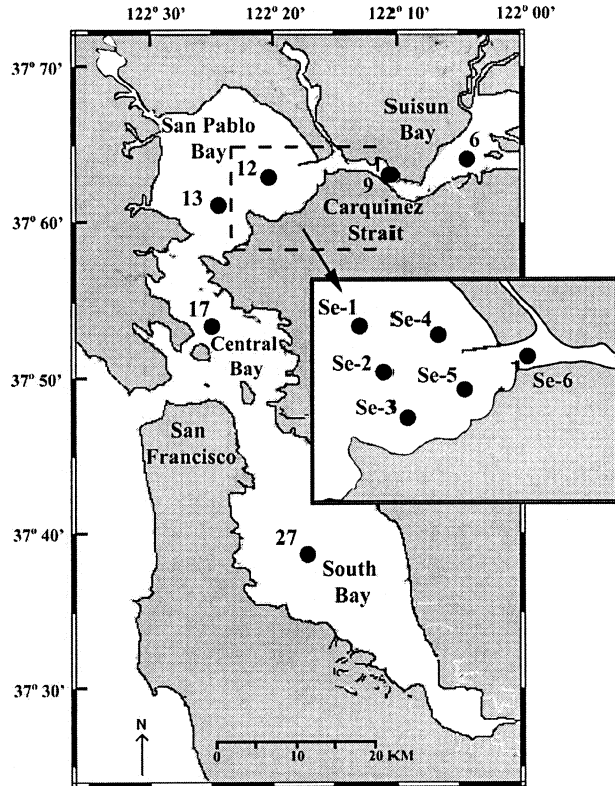 122° 30' 122° 20' 122° 10' 122° 00'
37° 70'
37° 60'
37° 50'
37° 40'
37° 30'
Suisun
Bay
6
San Pablo
Bay
12
9
13
Carquinez
Strait
17
Central
Bay
Se-1
Se-4
Se-2
Se-5
Se-6
Se-3
San
Francisco
27
South
Bay
N
0 10 20 KM